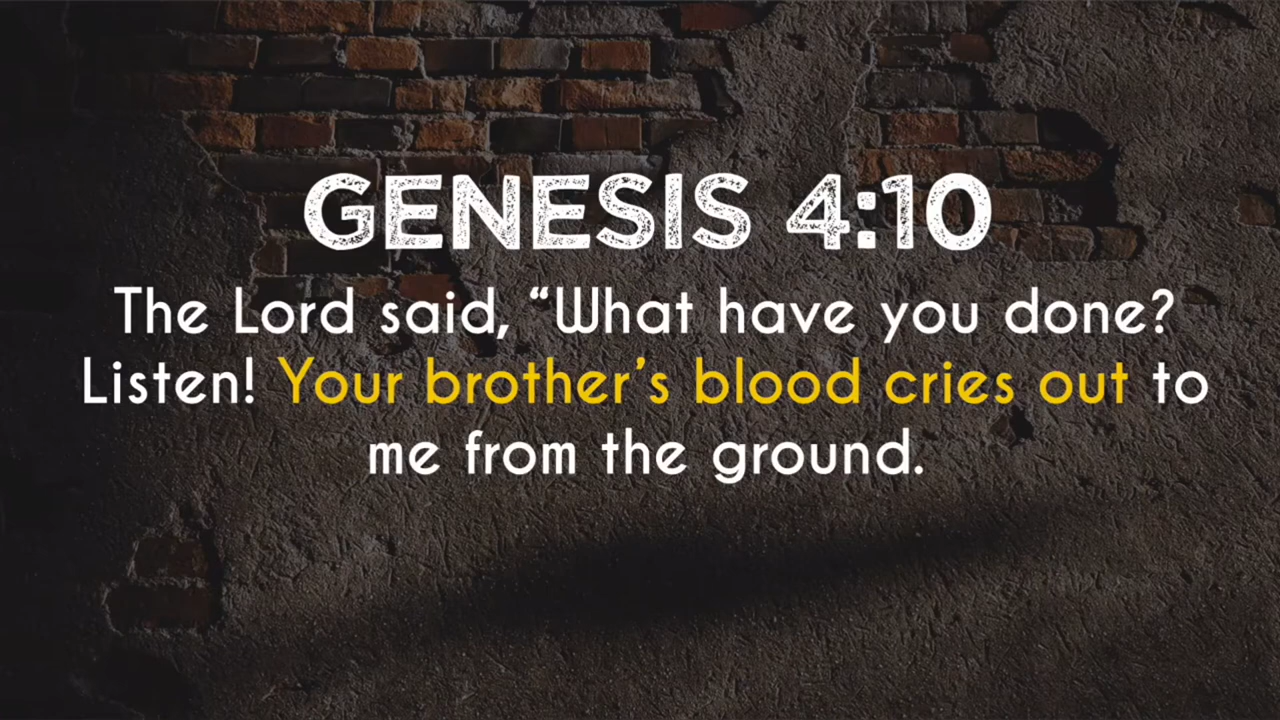 GENESIS 4:10
The Lord said, “What have you done?
Listen! Your brother’s blood cries out to
me from the ground.